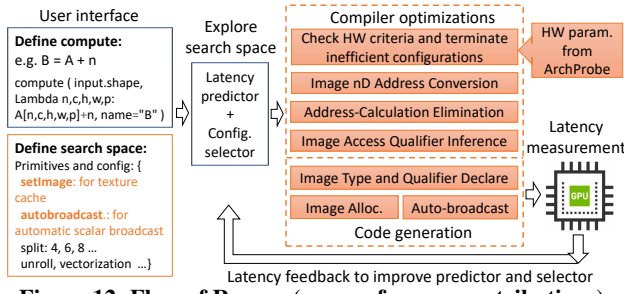 User interface
Define compute:
e.g. B = A + n
compute ( input.shape,
Lambda n,c,h,w,p:
A[n,c,h,w,p]+n, name="B" )
Define search space:
Primitives and config: {
setImage: for texture
cache
autobroadcast.: for
automatic scalar broadcast
split: 4, 6, 8 ...
unroll, vectorization ...}
Explore
search space
Latency
predictor
+
Config.
selector
Compiler optimizations
Check HW criteria and terminate
inefficient configurations
Image nD Address Conversion
Address-Calculation Elimination
Image Access Qualifier Inference
Image Type and Qualifier Declare
Image Alloc.
Auto-broadcast
Code generation
HW param.
from
ArchProbe
Latency
measurement
GPU
Latency feedback to improve predictor and selector